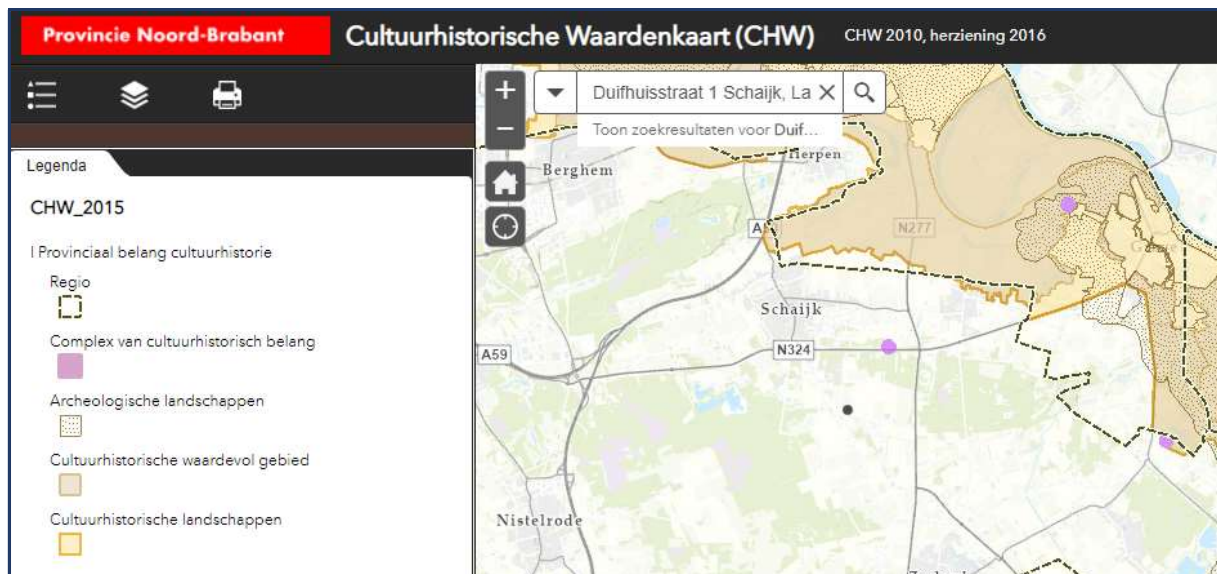 Provincie Noord-Brabant
Cultuurhistorische Waardenkaart (CHW)
CHW 2010, herziening 2016
Legenda
CHW_2015
I Provinciaal belang cultuurhistorie
Regio
Complex van cultuurhistorisch belang
Archeologische landschappen
Cultuurhistorische waardevol gebied
Cultuurhistorische landschappen
+
−
Duifhuisstraat 1 Schaijk, La
Toon zoekresultaten voor Duif...
Herpen
Berghem
N277
Schaijk
N324
A59
Nistelrode